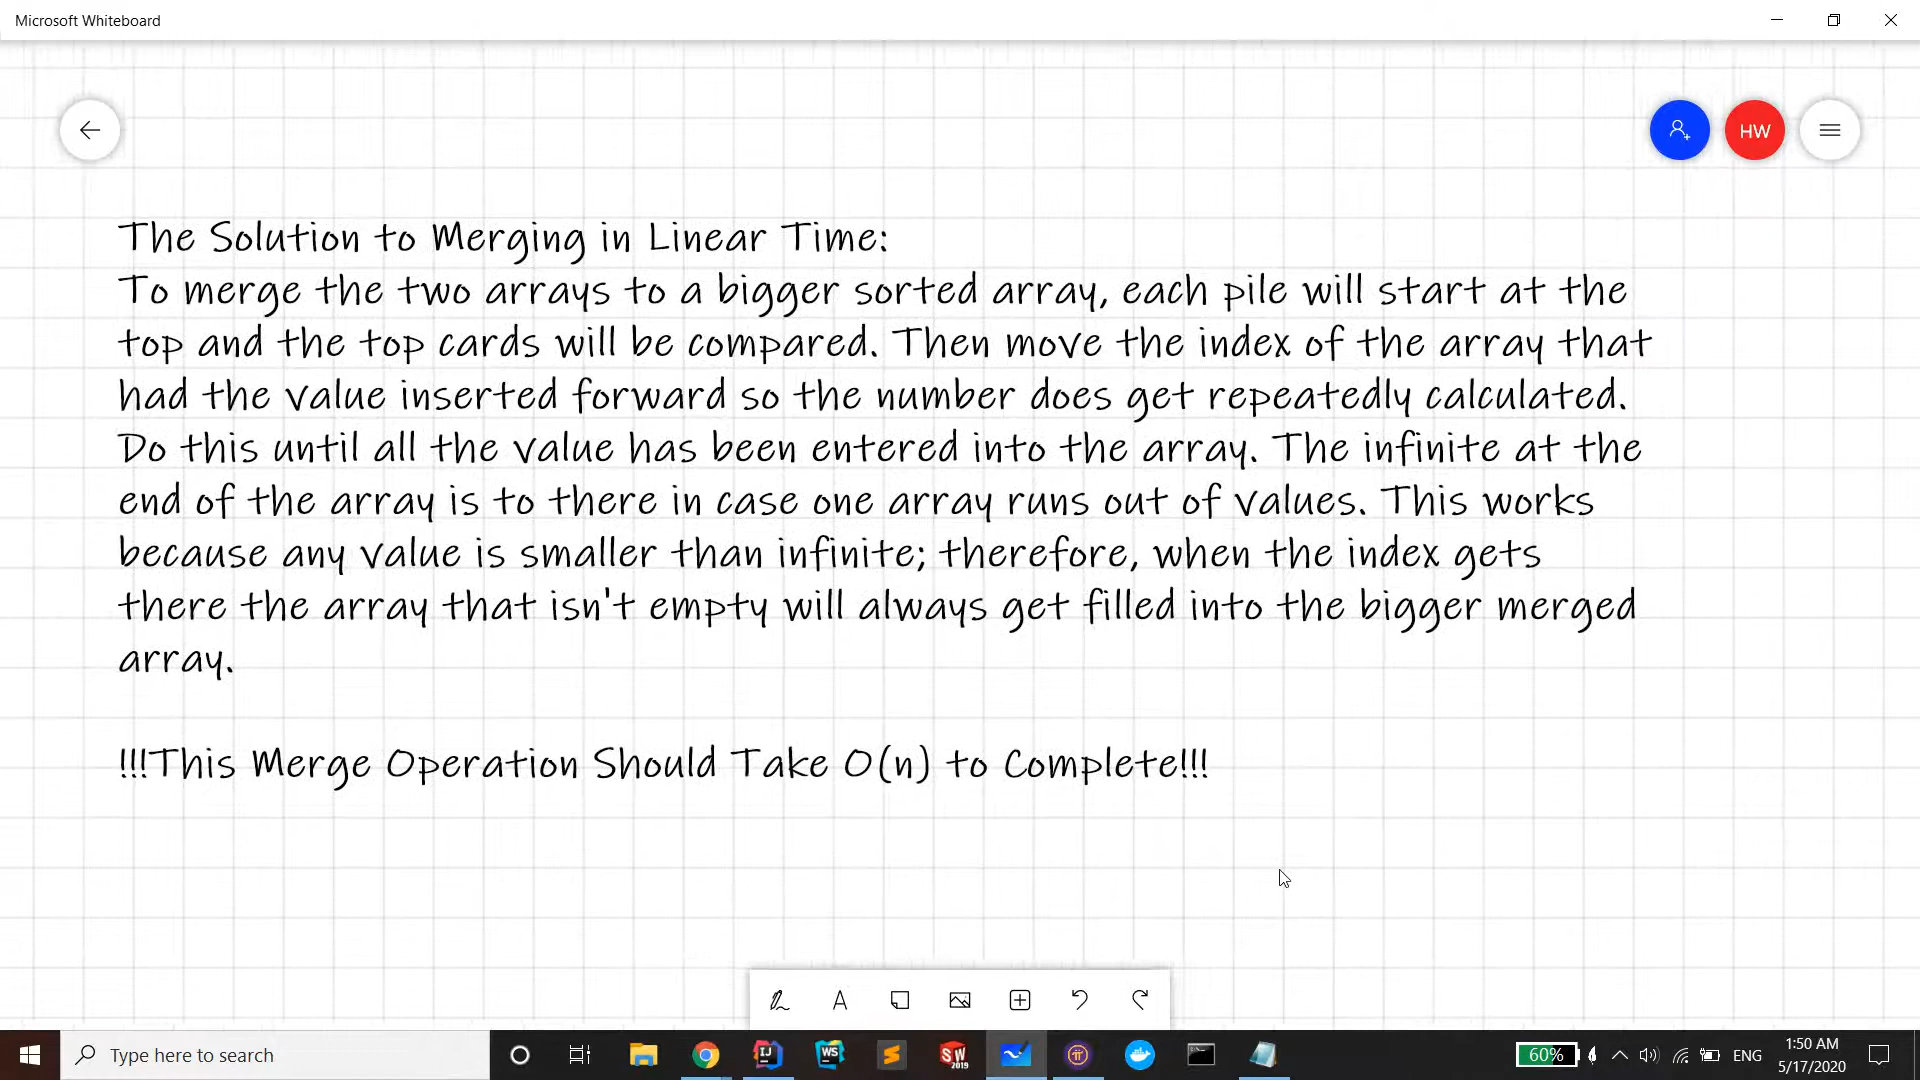 Microsoft Whiteboard
HW
The Solution to Merging in Linear Time:
To merge the two arrays to a bigger sorted array, each pile will start at the
top and the top cards will be compared. Then move the index of the array that
had the value inserted forward so the number does get repeatedly calculated.
Do this until all the value has been entered into the array. The infinite at the
end of the array is to there in case one array runs out of values. This works
because any value is smaller than infinite; therefore, when the index gets
there the array that isn't empty will always get filled into the bigger merged
array.
!!!This Merge Operation Should Take O(n) to Complete!!!
Type here to search
IJ
WS
SW
2019
60%
ENG
1:50 AM
5/17/2020